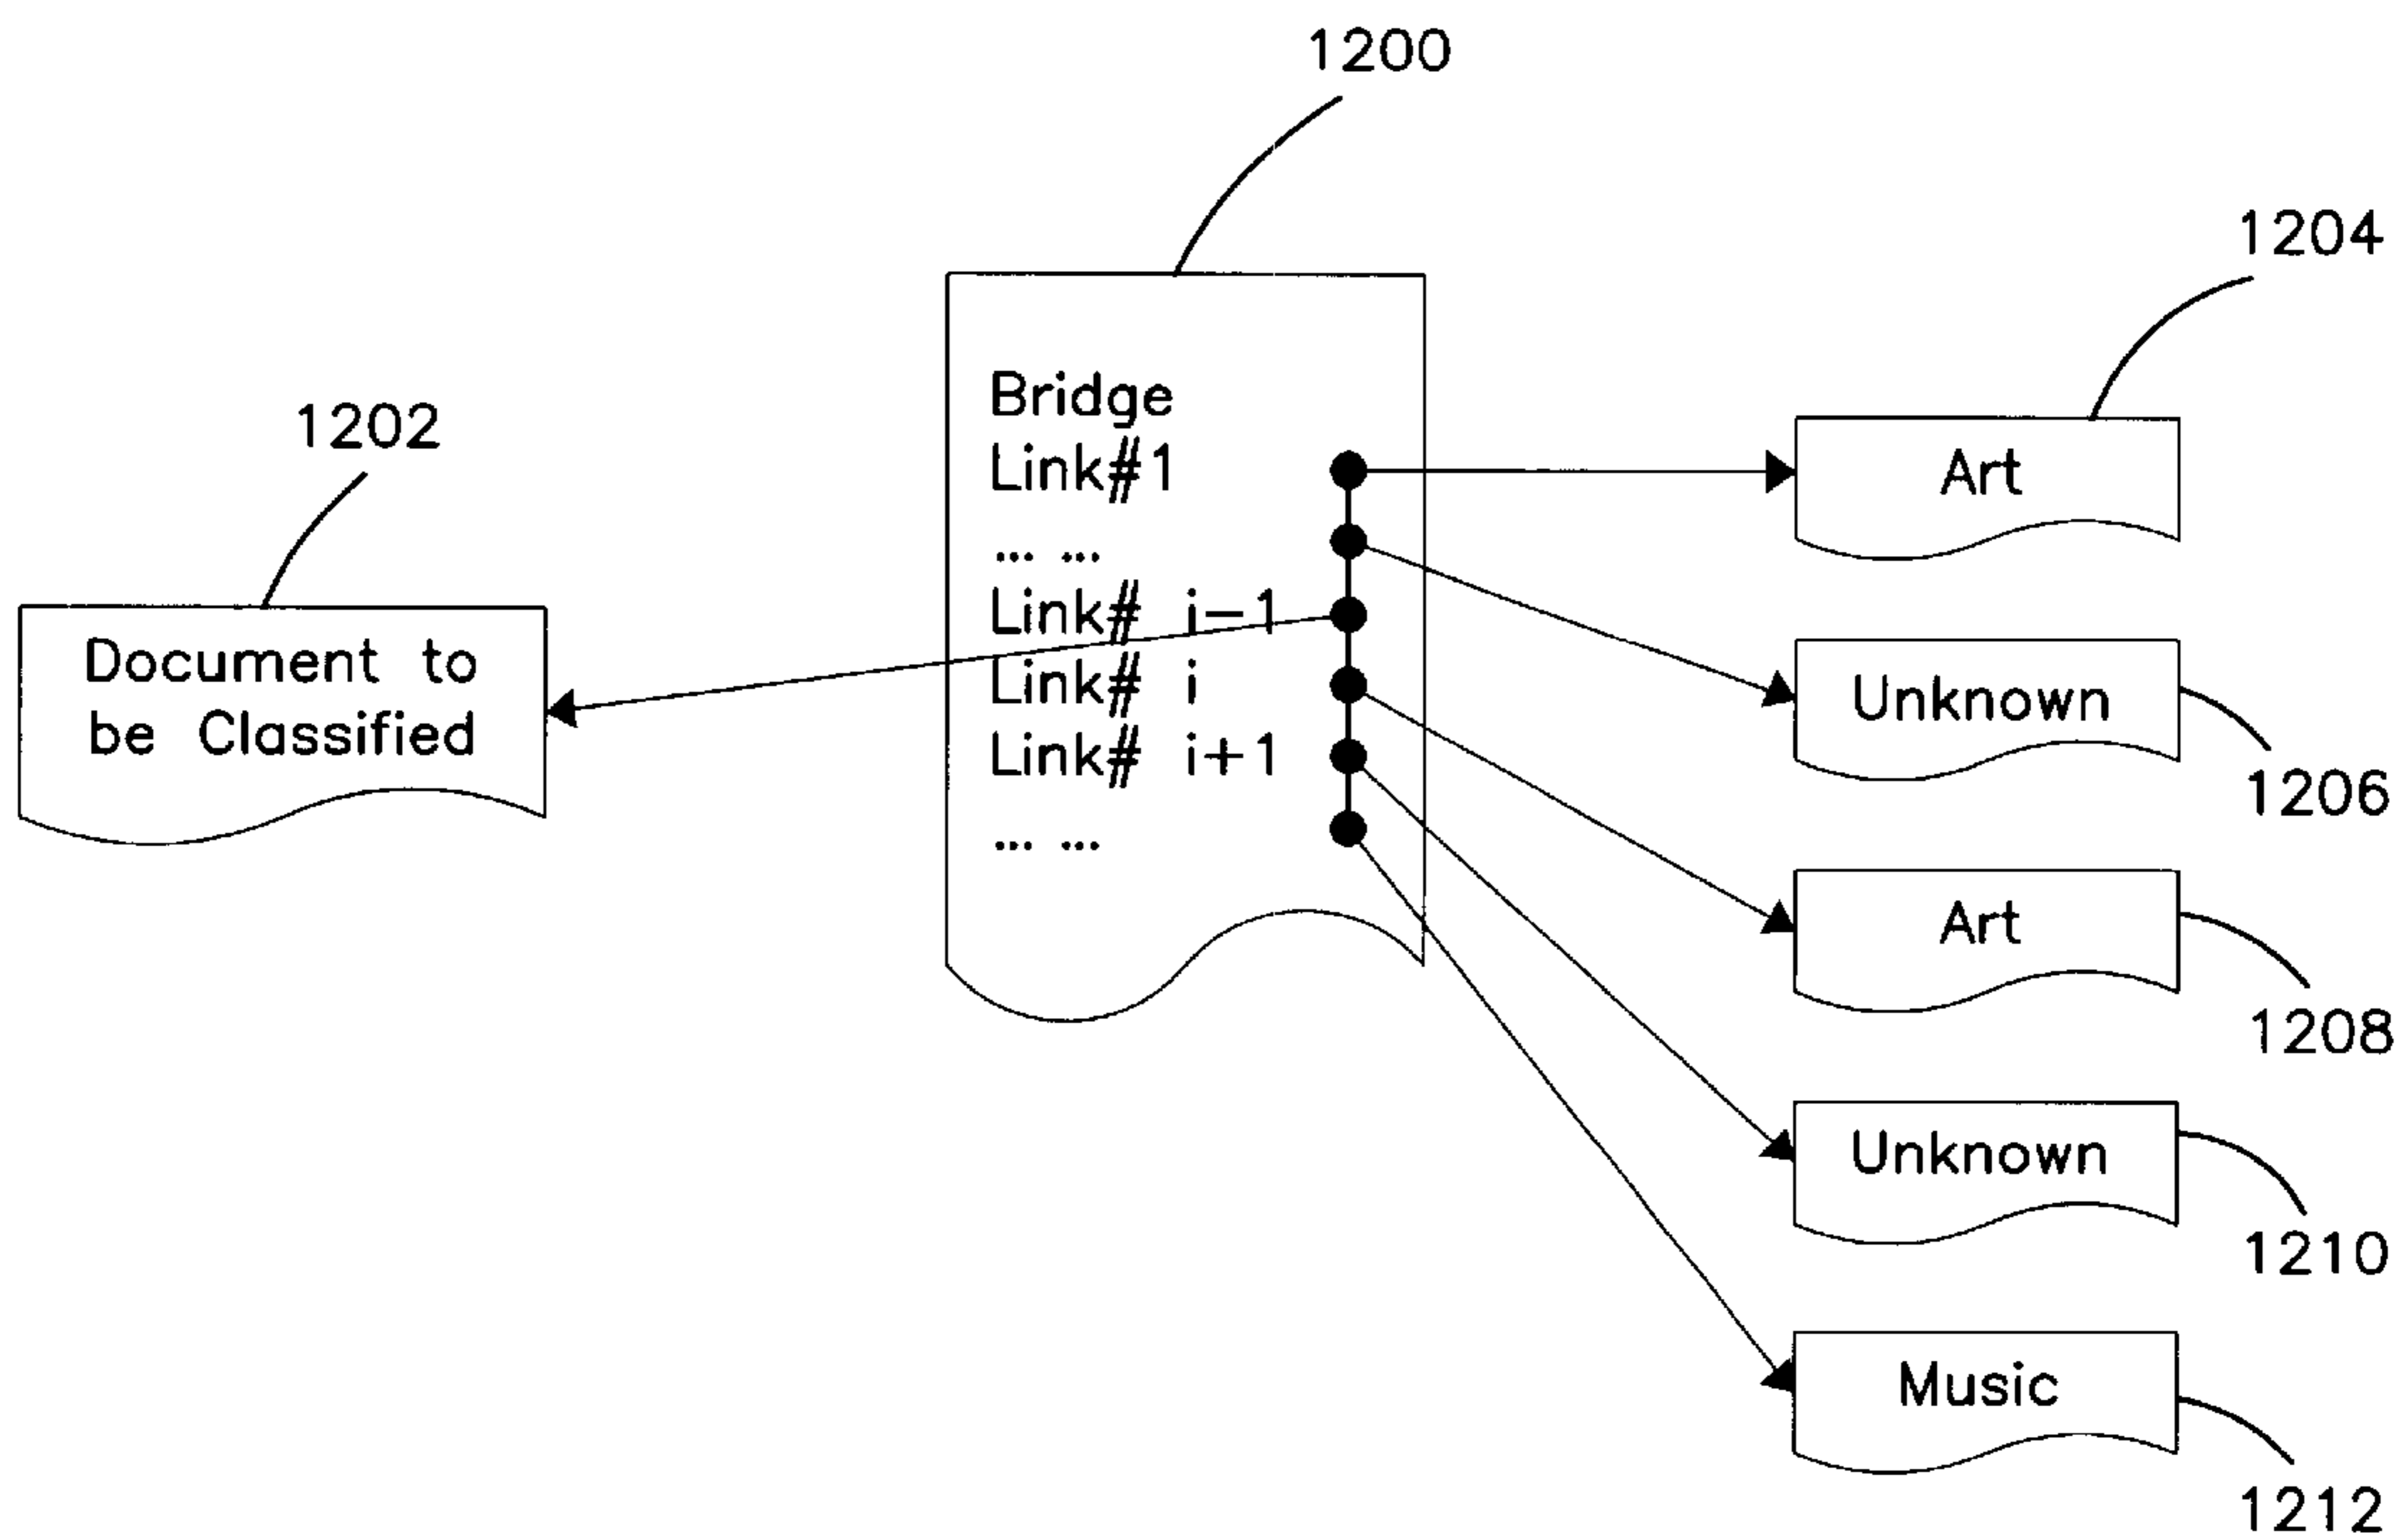 1200
1204
1202
Bridge
Link#1
... ...
Link# i-1
Link# i
Link# i+1
... ...
Document to
be Classified
Art
Unknown
1206
Art
1208
Unknown
1210
Music
1212